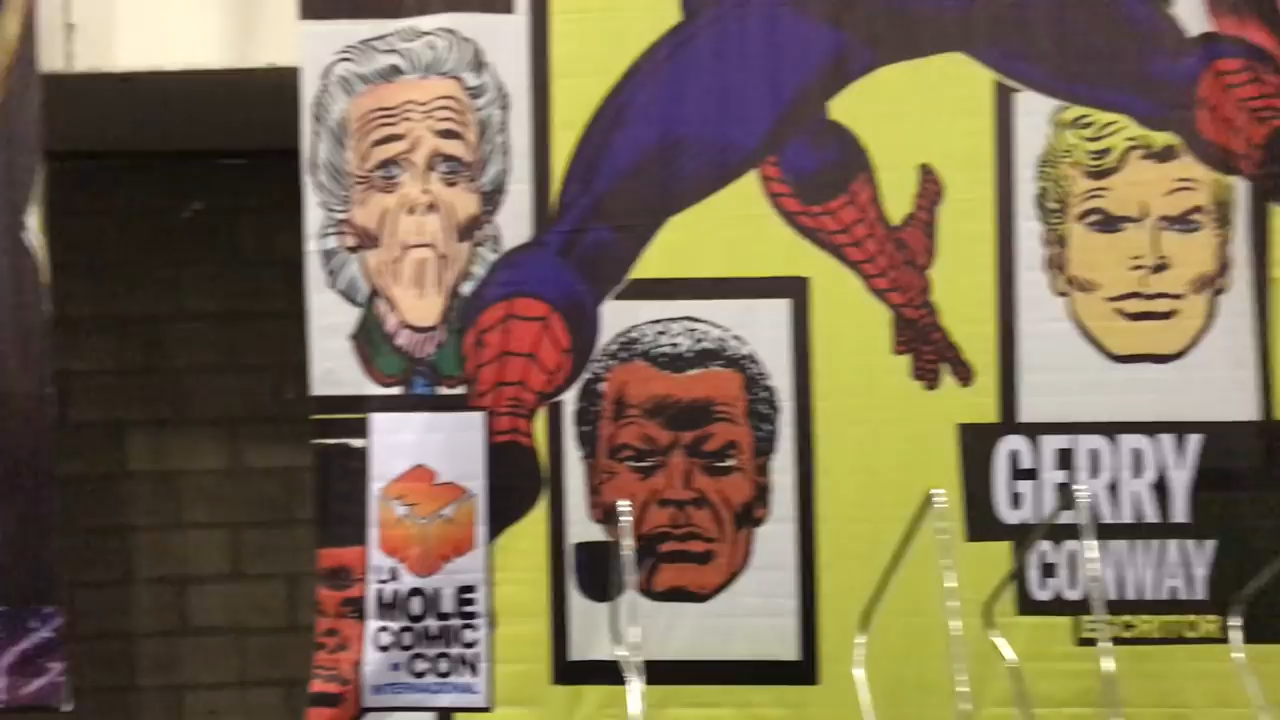 LA
MOLE
COMIC
CON
INTERNACIONAL
GERRY
CONWAY
ESCRITOR